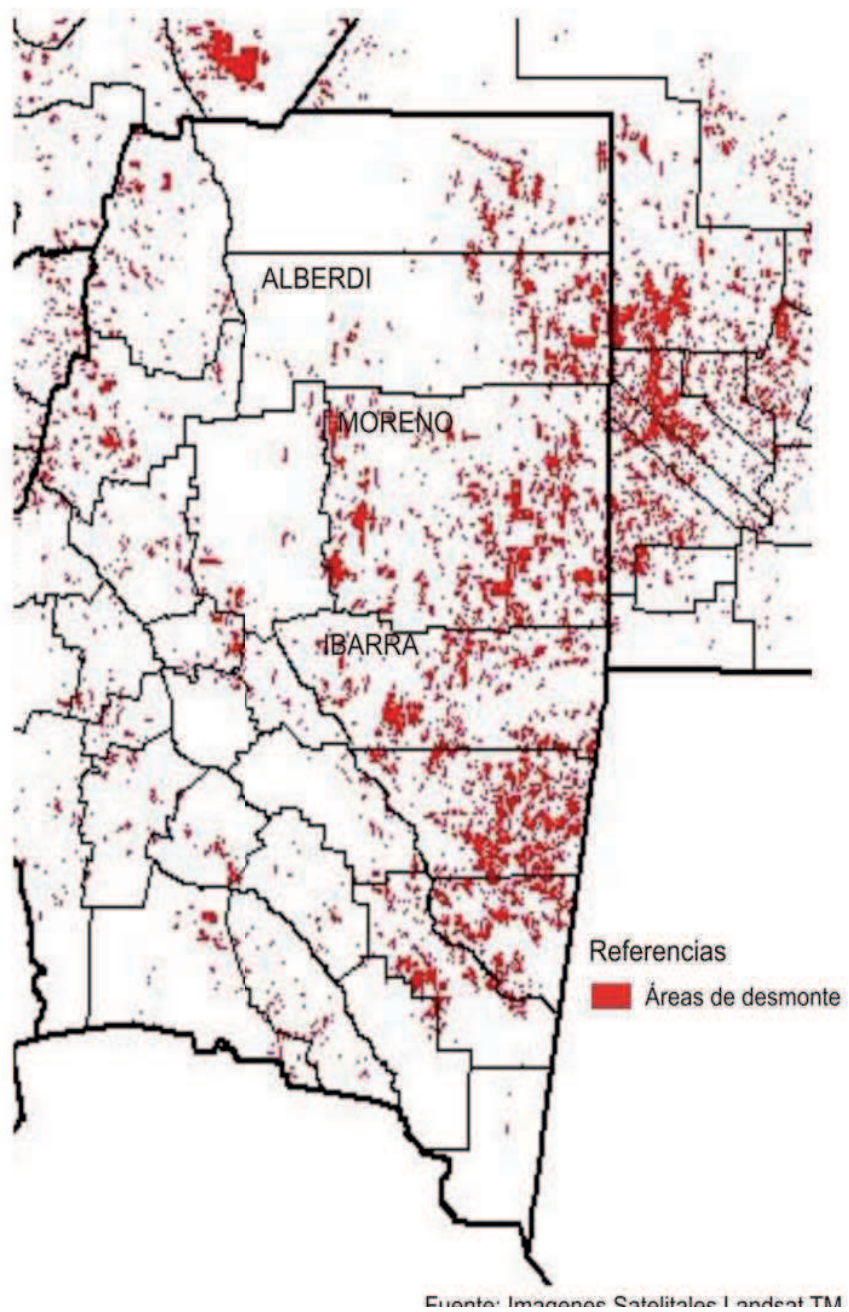 ALBERDI
MORENO
IBARRA
Referencias
Áreas de desmonte
Fuente: Imagenes Satelitales Landsat TM